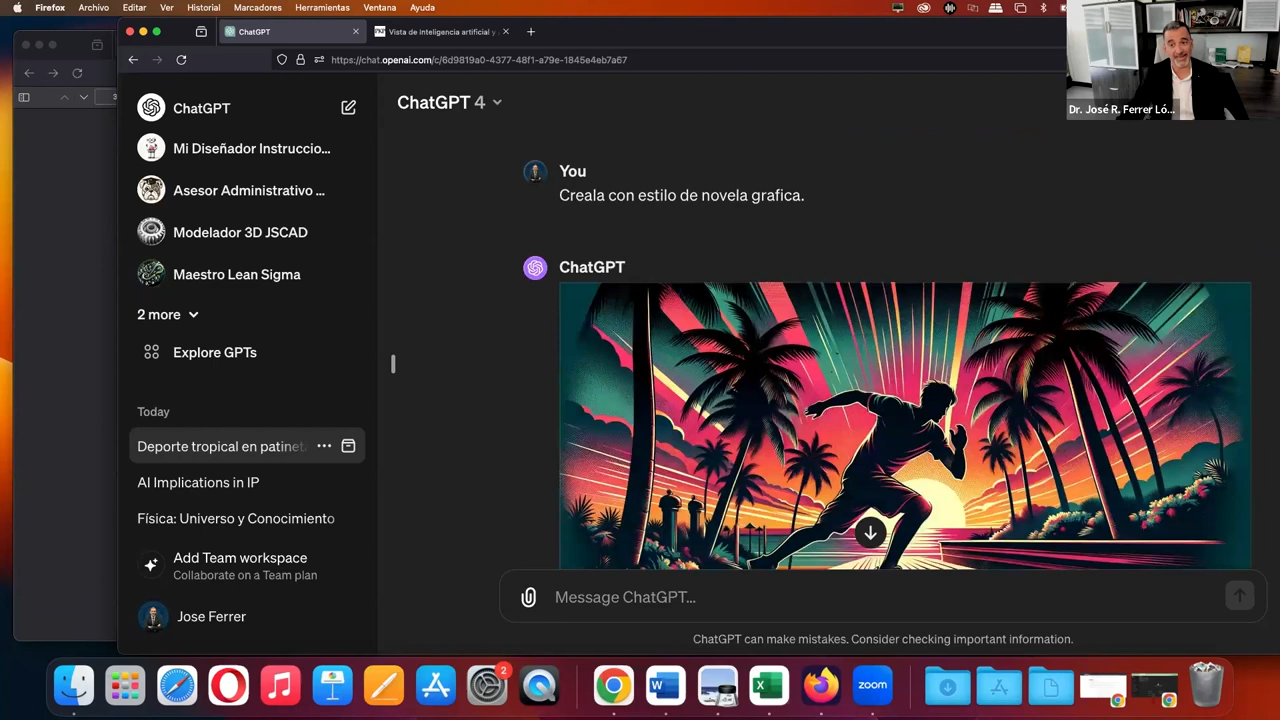 Firefox Archivo Editar Ver Historial Marcadores Herramientas Ventana Ayuda
ChatGPT
Vista de Inteligencia artificial y
https://chat.openai.com/c/6d9819a0-4377-48f1-a79e-1845e4eb7a67
Dr. José R. Ferrer Ló...
ChatGPT
Mi Diseñador Instruccio...
Asesor Administrativo ...
Modelador 3D JSCAD
Maestro Lean Sigma
2 more
Explore GPTs
Today
Deporte tropical en patinet
AI Implications in IP
Física: Universo y Conocimiento
Add Team workspace
Collaborate on a Team plan
Jose Ferrer
ChatGPT 4
You
Creala con estilo de novela grafica.
ChatGPT
Message ChatGPT...
ChatGPT can make mistakes. Consider checking important information.
2
zoom